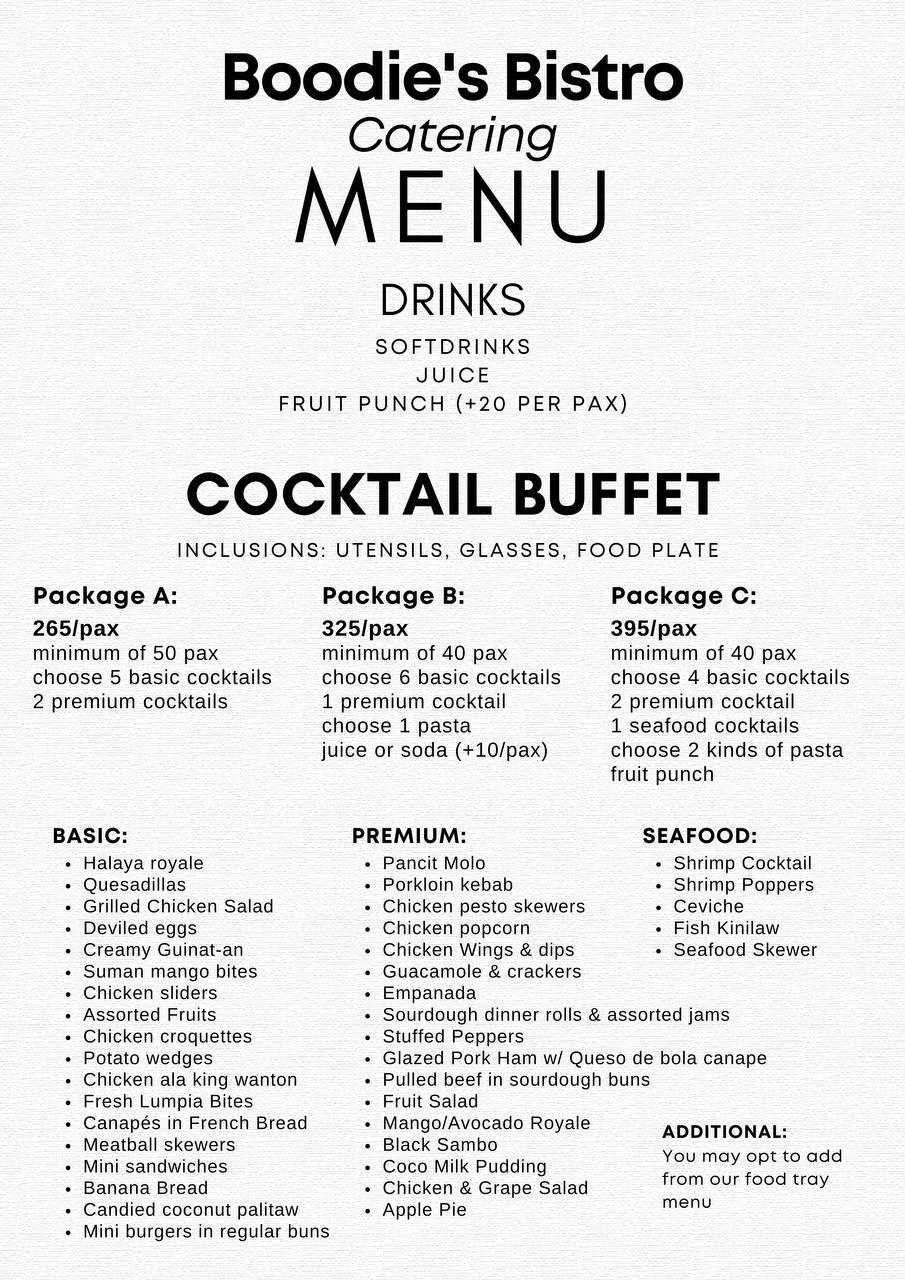 Boodie's Bistro
Catering
MENU
DRINKS
SOFTDRINKS
JUICE
FRUIT PUNCH (+20 PER PAX)
COCKTAIL BUFFET
INCLUSIONS: UTENSILS, GLASSES, FOOD PLATE
Package A:
265/pax
minimum of 50 pax
choose 5 basic cocktails
2 premium cocktails
Package B:
325/pax
minimum of 40 pax
choose 6 basic cocktails
1 premium cocktail
choose 1 pasta
juice or soda (+10/pax)
Package C:
395/pax
minimum of 40 pax
choose 4 basic cocktails
2 premium cocktail
1 seafood cocktails
choose 2 kinds of pasta
fruit punch
BASIC:
• Halaya royale
• Quesadillas
• Grilled Chicken Salad
• Deviled eggs
• Creamy Guinat-an
• Suman mango bites
• Chicken sliders
• Assorted Fruits
• Chicken croquettes
• Potato wedges
• Chicken ala king wanton
• Fresh Lumpia Bites
• Canapés in French Bread
• Meatball skewers
• Mini sandwiches
• Banana Bread
• Candied coconut palitaw
• Mini burgers in regular buns
PREMIUM:
• Pancit Molo
• Porkloin kebab
• Chicken pesto skewers
• Chicken popcorn
• Chicken Wings & dips
• Guacamole & crackers
• Empanada
• Sourdough dinner rolls & assorted jams
• Stuffed Peppers
• Glazed Pork Ham w/ Queso de bola canape
• Pulled beef in sourdough buns
• Fruit Salad
• Mango/Avocado Royale
• Black Sambo
• Coco Milk Pudding
• Chicken & Grape Salad
• Apple Pie
SEAFOOD:
• Shrimp Cocktail
• Shrimp Poppers
• Ceviche
• Fish Kinilaw
• Seafood Skewer
ADDITIONAL:
You may opt to add
from our food tray
menu